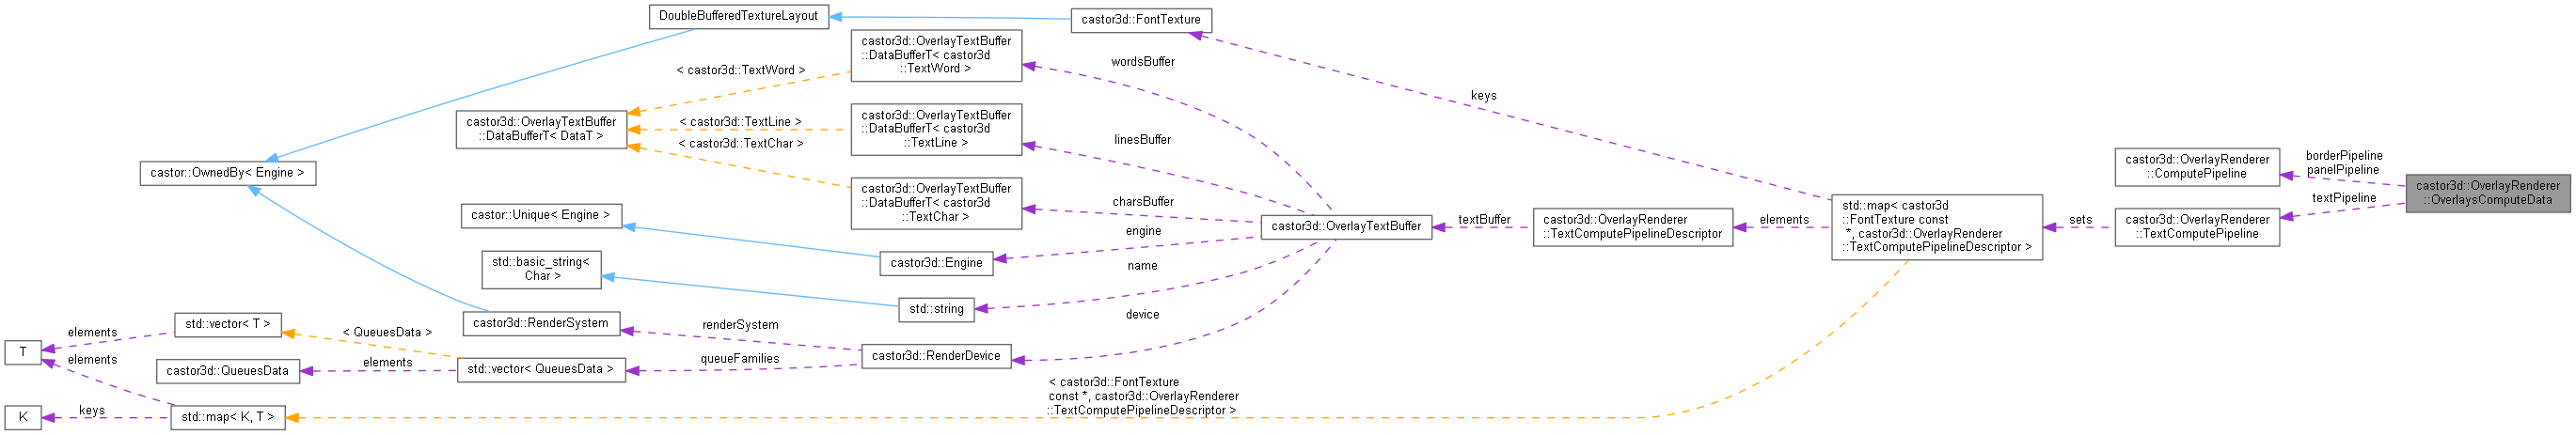 DoubleBufferedTextureLayout
castor3d::FontTexture
castor3d::OverlayTextBuffer
::DataBufferT< castor3d
::TextWord >
< castor3d::TextWord >
wordsBuffer
keys
castor3d::OverlayTextBuffer
::DataBufferT< DataT >
< castor3d::TextLine >
castor3d::OverlayTextBuffer
::DataBufferT< castor3d
::TextLine >
linesBuffer
< castor3d::TextChar >
castor::OwnedBy< Engine >
castor3d::OverlayTextBuffer
::DataBufferT< castor3d
::TextChar >
charsBuffer
castor3d::OverlayRenderer
::ComputePipeline
borderPipeline
panelPipeline
textPipeline
castor3d::OverlayRenderer
::OverlaysComputeData
castor::Unique< Engine >
engine
castor3d::OverlayTextBuffer
textBuffer
castor3d::OverlayRenderer
::TextComputePipelineDescriptor
elements
std::map< castor3d
::FontTexture const
*, castor3d::OverlayRenderer
::TextComputePipelineDescriptor >
sets
castor3d::OverlayRenderer
::TextComputePipeline
std::basic_string<
Char >
castor3d::Engine
name
std::string
device
castor3d::RenderSystem
renderSystem
castor3d::RenderDevice
queueFamilies
std::vector< T >
< QueuesData >
elements
T
elements
castor3d::QueuesData
elements
std::vector< QueuesData >
< castor3d::FontTexture
const *, castor3d::OverlayRenderer
::TextComputePipelineDescriptor >
K
keys
std::map< K, T >